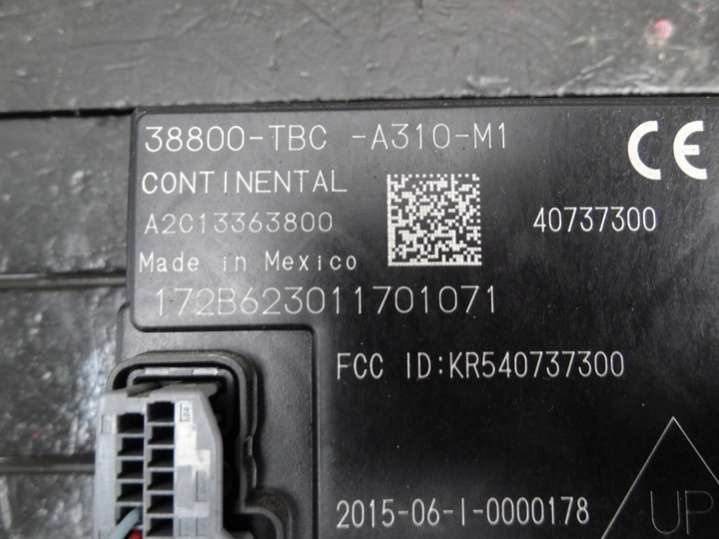 38800-TBC -A310-M1
CE
CONTINENTAL
A2C13363800
40737300
Made in Mexico
172B623011701071
FCC ID:KR540737300
2015-06-I-0000178
UP